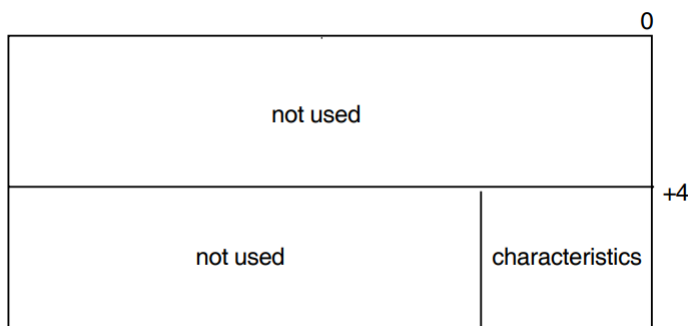 0
not used
+4
not used characteristics